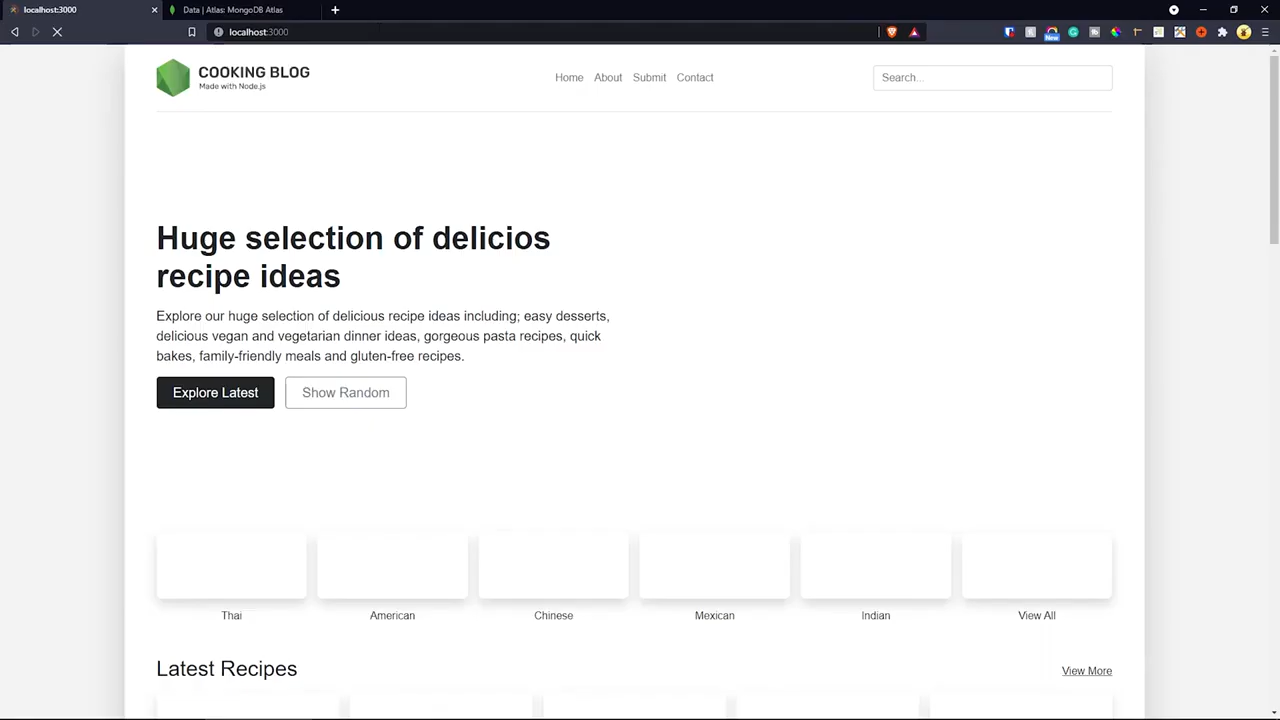 localhost:3000
Data | Atlas: MongoDB Atlas
localhost:3000
New
COOKING BLOG
Made with Node.js
Home About Submit Contact
Search...
Huge selection of delicios
recipe ideas
Explore our huge selection of delicious recipe ideas including; easy desserts,
delicious vegan and vegetarian dinner ideas, gorgeous pasta recipes, quick
bakes, family-friendly meals and gluten-free recipes.
Explore Latest Show Random
Thai American Chinese Mexican Indian View All
Latest Recipes View More